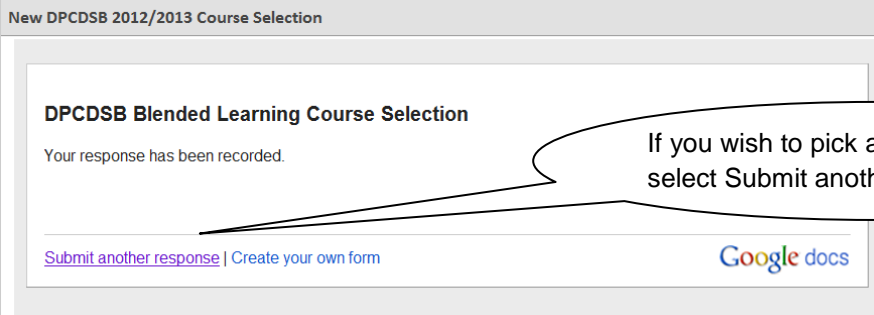 New DPCDSB 2012/2013 Course Selection
DPCDSB Blended Learning Course Selection
Your response has been recorded.
If you wish to pick a
select Submit anoth
Submit another response | Create your own form
Google docs